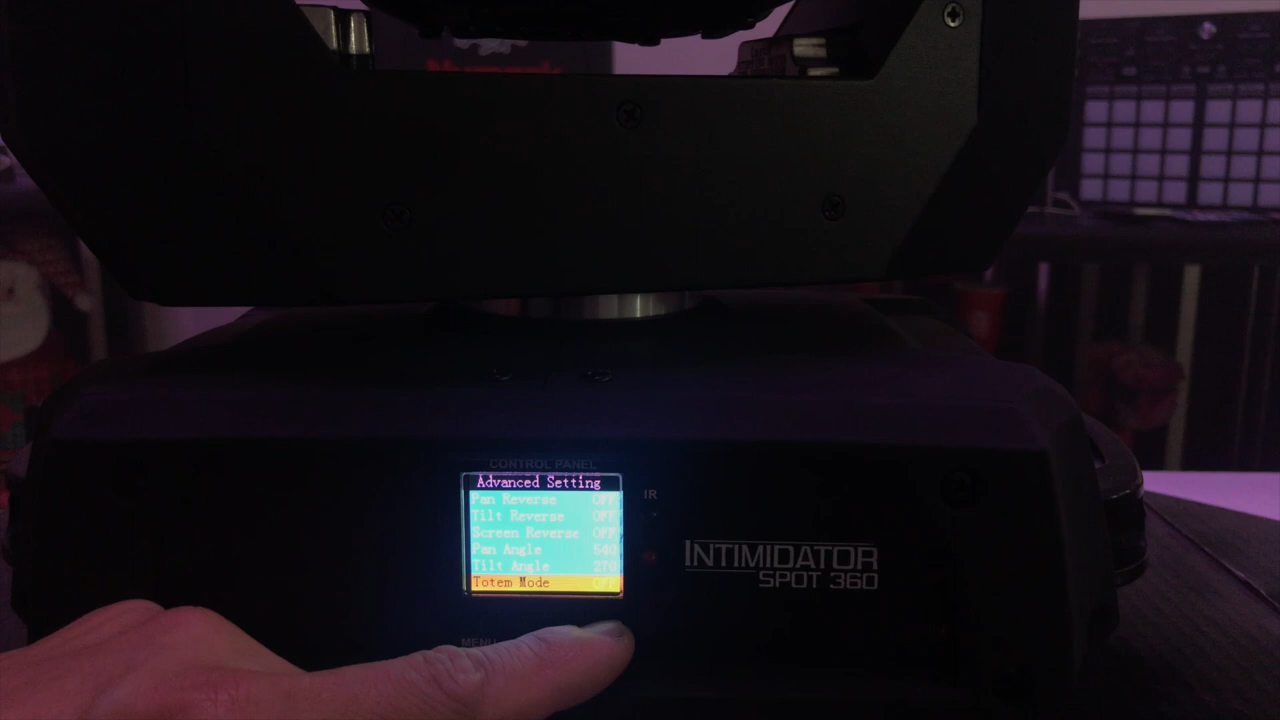 CONTROL PANEL
Advanced Setting
Pan Reverse OFF
Tilt Reverse OFF
Screen Reverse OFF
Pan Angle 540
Tilt Angle 270
Totem Mode OFF
IR
INTIMIDATOR
SPOT 360
MENU